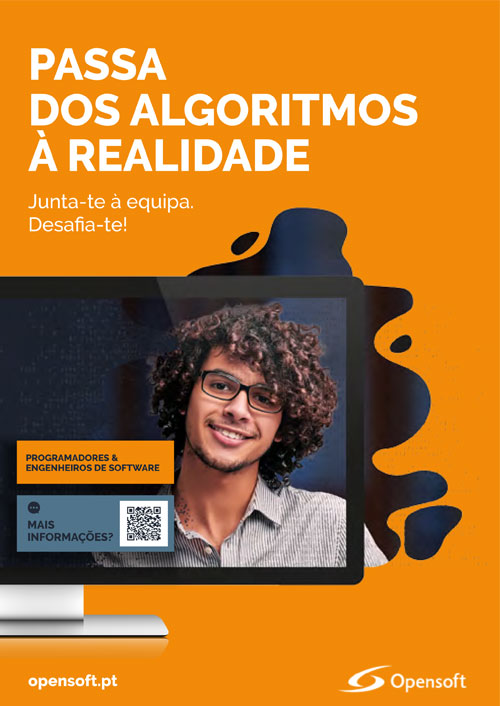 PASSA
DOS ALGORITMOS
À REALIDADE
Junta-te à equipa.
Desafia-te!
PROGRAMADORES &
ENGENHEIROS DE SOFTWARE
MAIS
INFORMAÇÕES?
opensoft.pt
Opensoft